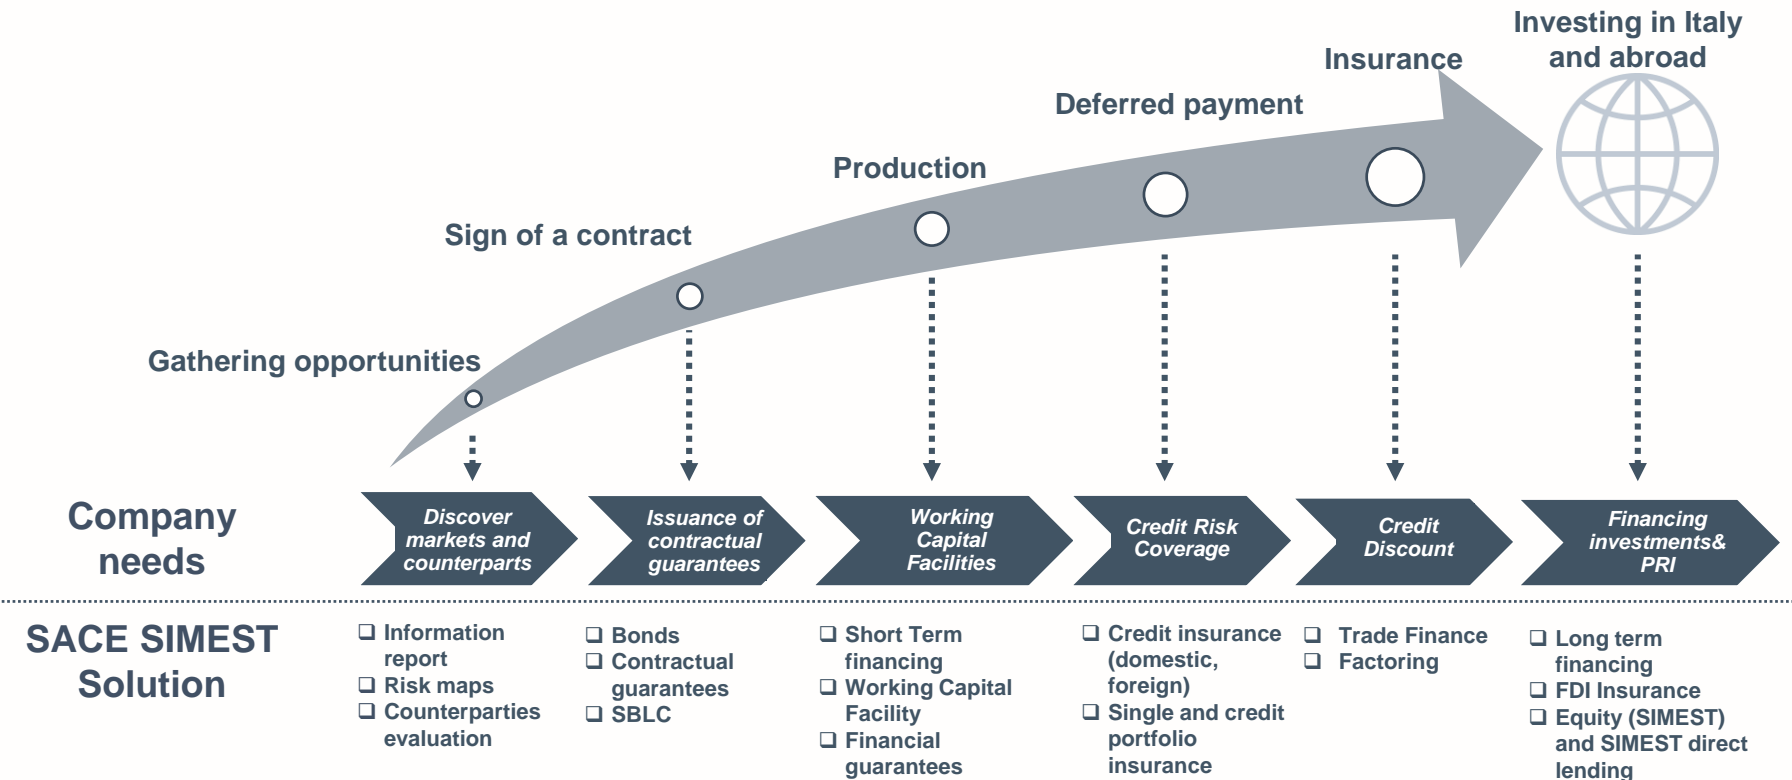 Investing in Italy
and abroad
Insurance
Deferred payment
Production
Sign of a contract
Gathering opportunities
Company
needs
Discover
markets and
counterparts
Issuance of
contractual
guarantees
Working
Capital
Facilities
Credit Risk
Coverage
Credit
Discount
Financing
investments&
PRI
SACE SIMEST
Solution
❑ Information
report
❑ Risk maps
❑ Counterparties
evaluation
❑ Bonds
❑ Contractual
guarantees
❑ SBLC
❑ Short Term
financing
❑ Working Capital
Facility
❑ Financial
guarantees
❑ Credit insurance
(domestic,
foreign)
❑ Single and credit
portfolio
insurance
❑ Trade Finance
❑ Factoring
❑ Long term
financing
❑ FDI Insurance
❑ Equity (SIMEST)
and SIMEST direct
lending